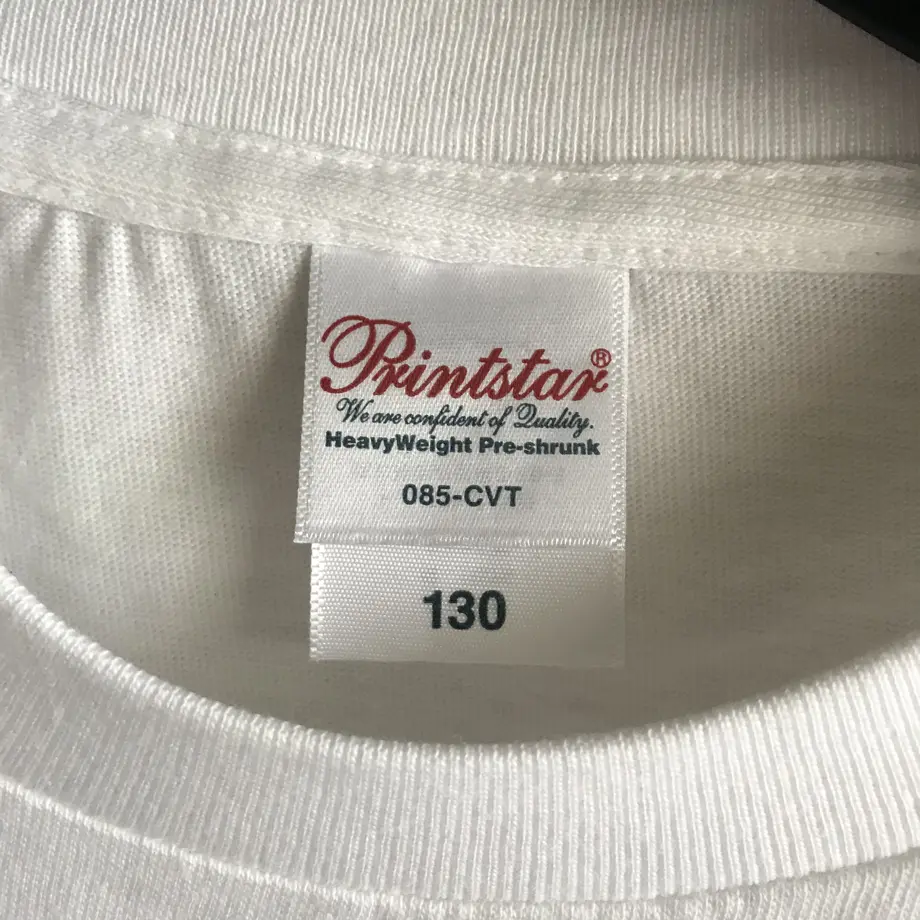 Printstar®
We are confident of Quality.
HeavyWeight Pre-shrunk
085-CVT
130